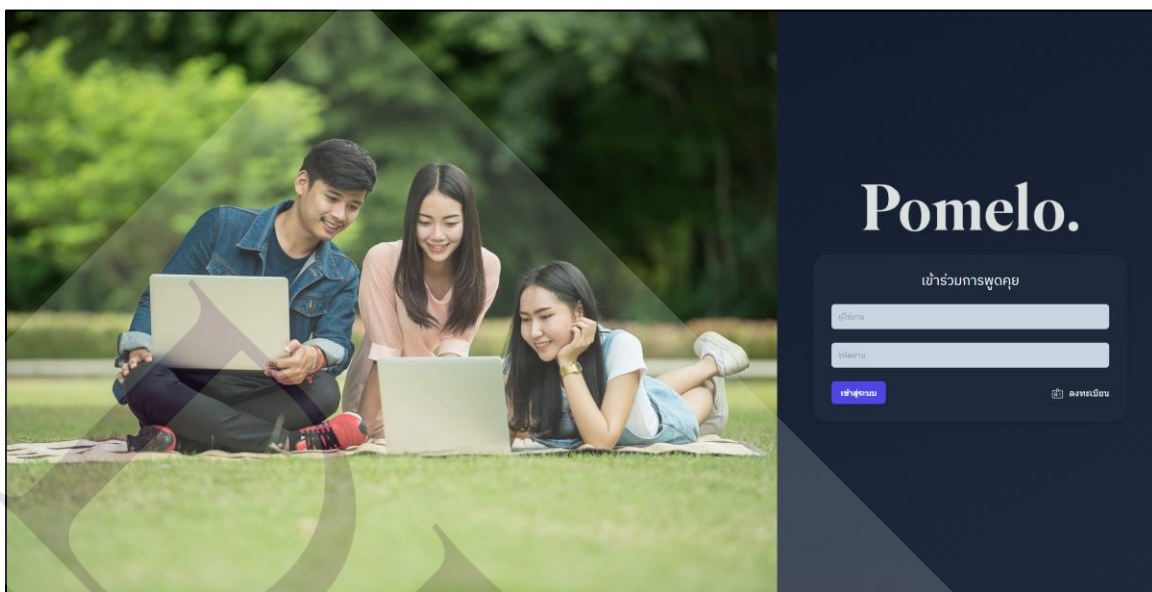 Pomelo.
เข้าร่วมการพูดคุย
ผู้ใช้งาน
รหัสผ่าน
เข้าสู่ระบบ
ลงทะเบียน